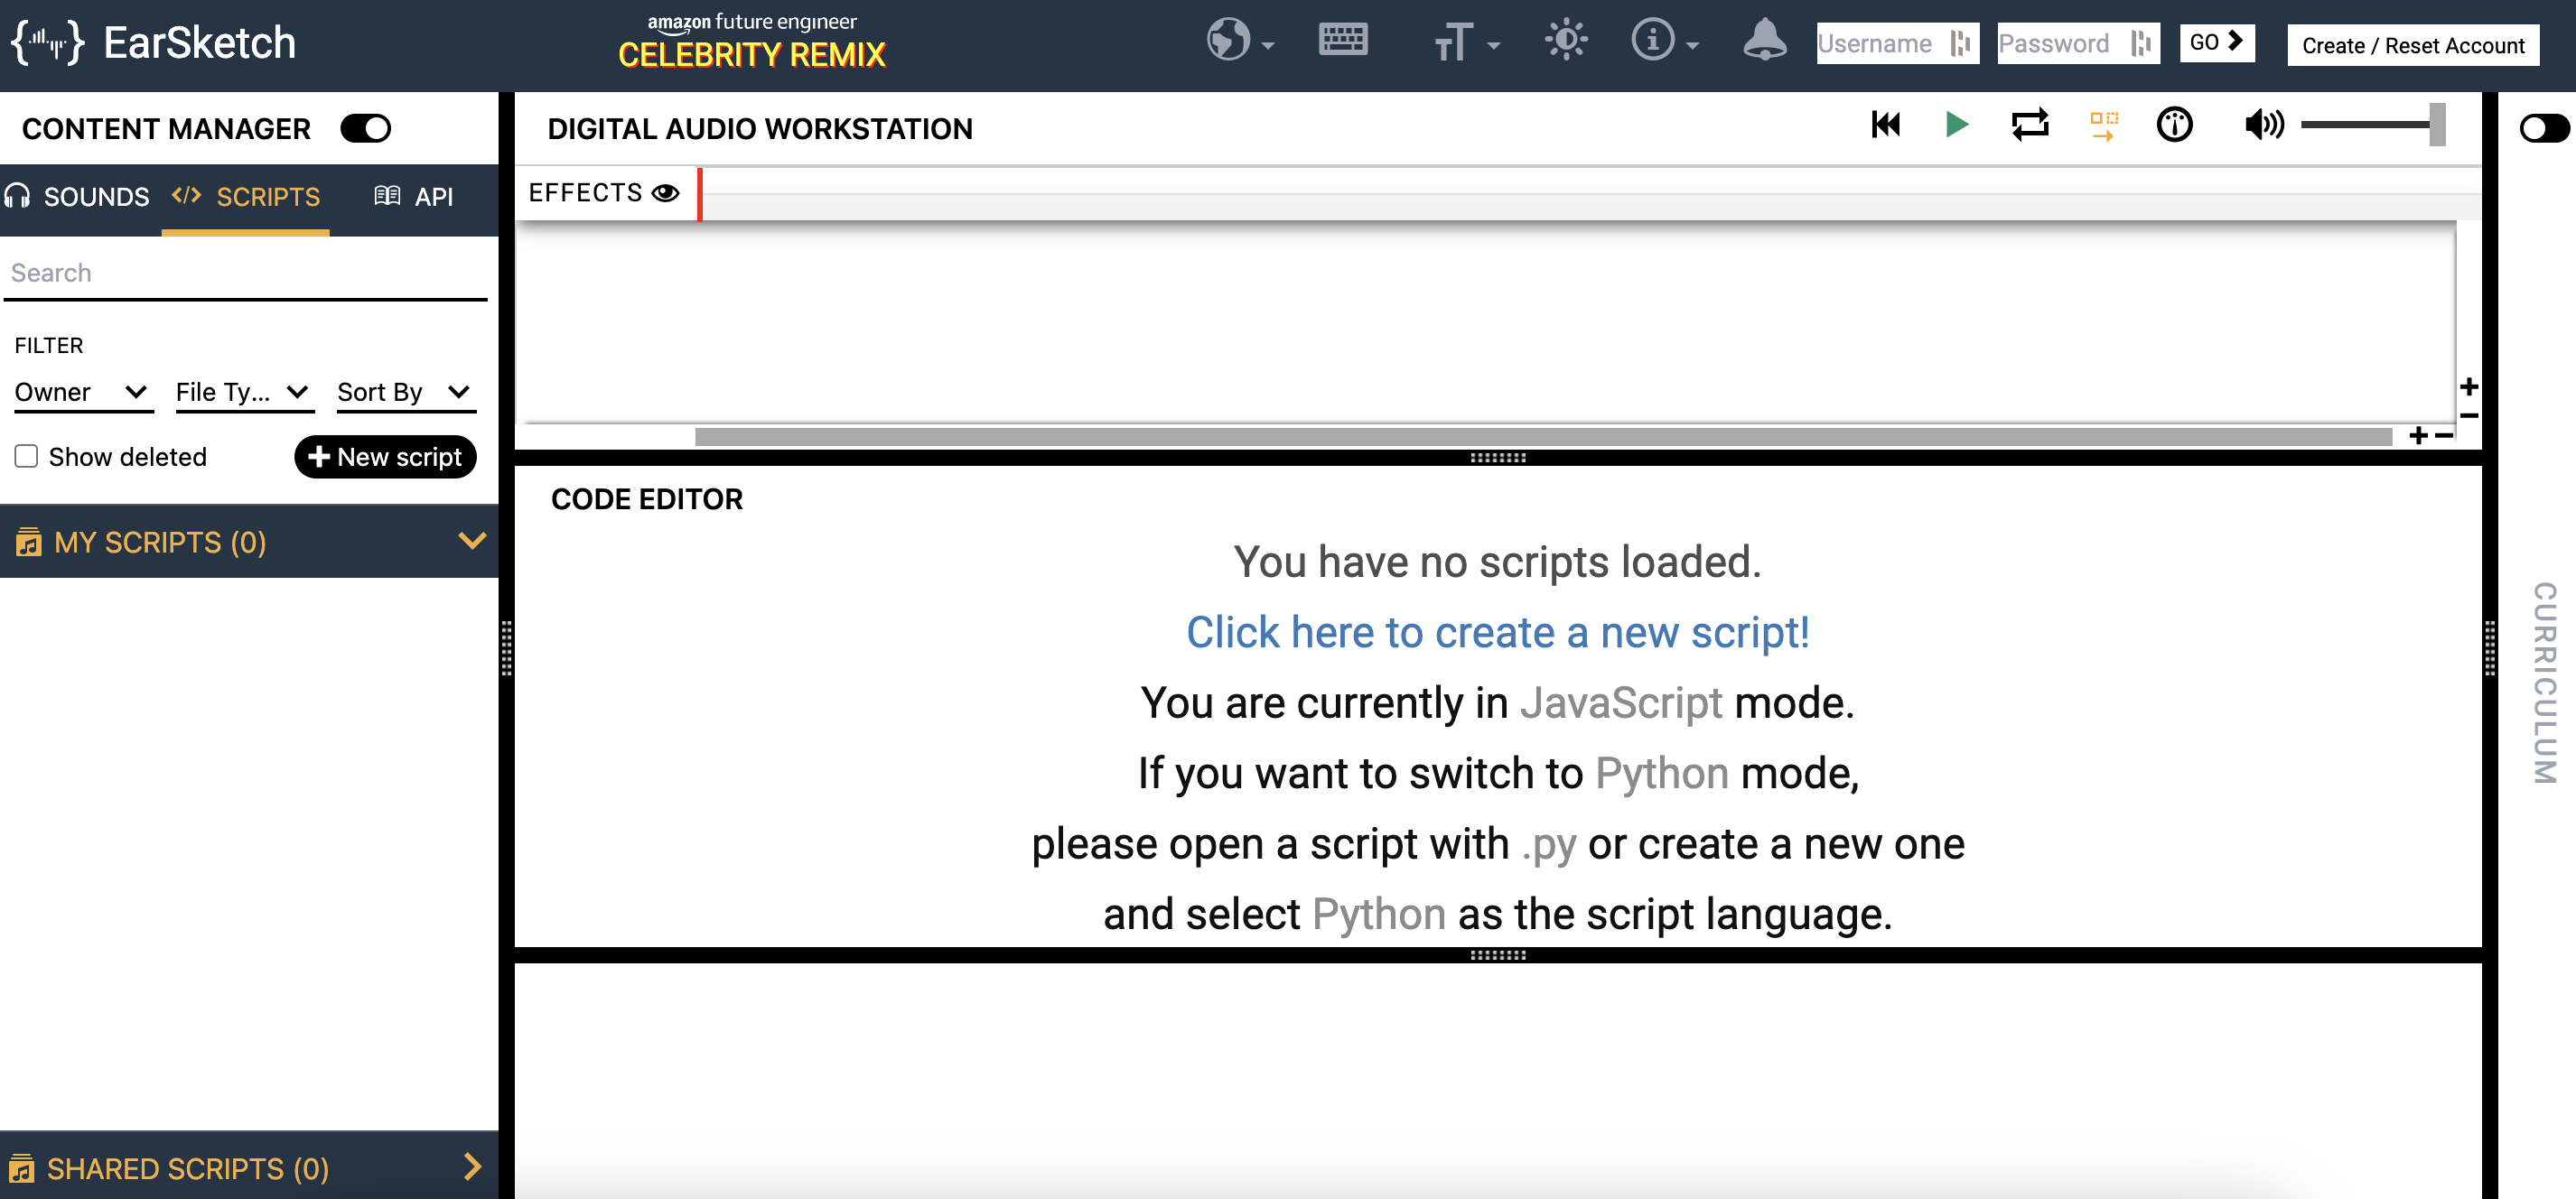 EarSketch
amazon future engineer
CELEBRITY REMIX
Username
Password
GO
Create / Reset Account
CONTENT MANAGER
SOUNDS
SCRIPTS
API
Search
FILTER
Owner
File Ty...
Sort By
Show deleted
New script
MY SCRIPTS (0)
SHARED SCRIPTS (0)
DIGITAL AUDIO WORKSTATION
EFFECTS
CODE EDITOR
You have no scripts loaded.
Click here to create a new script!
You are currently in JavaScript mode.
If you want to switch to Python mode,
please open a script with .py or create a new one
and select Python as the script language.
CURRICULUM